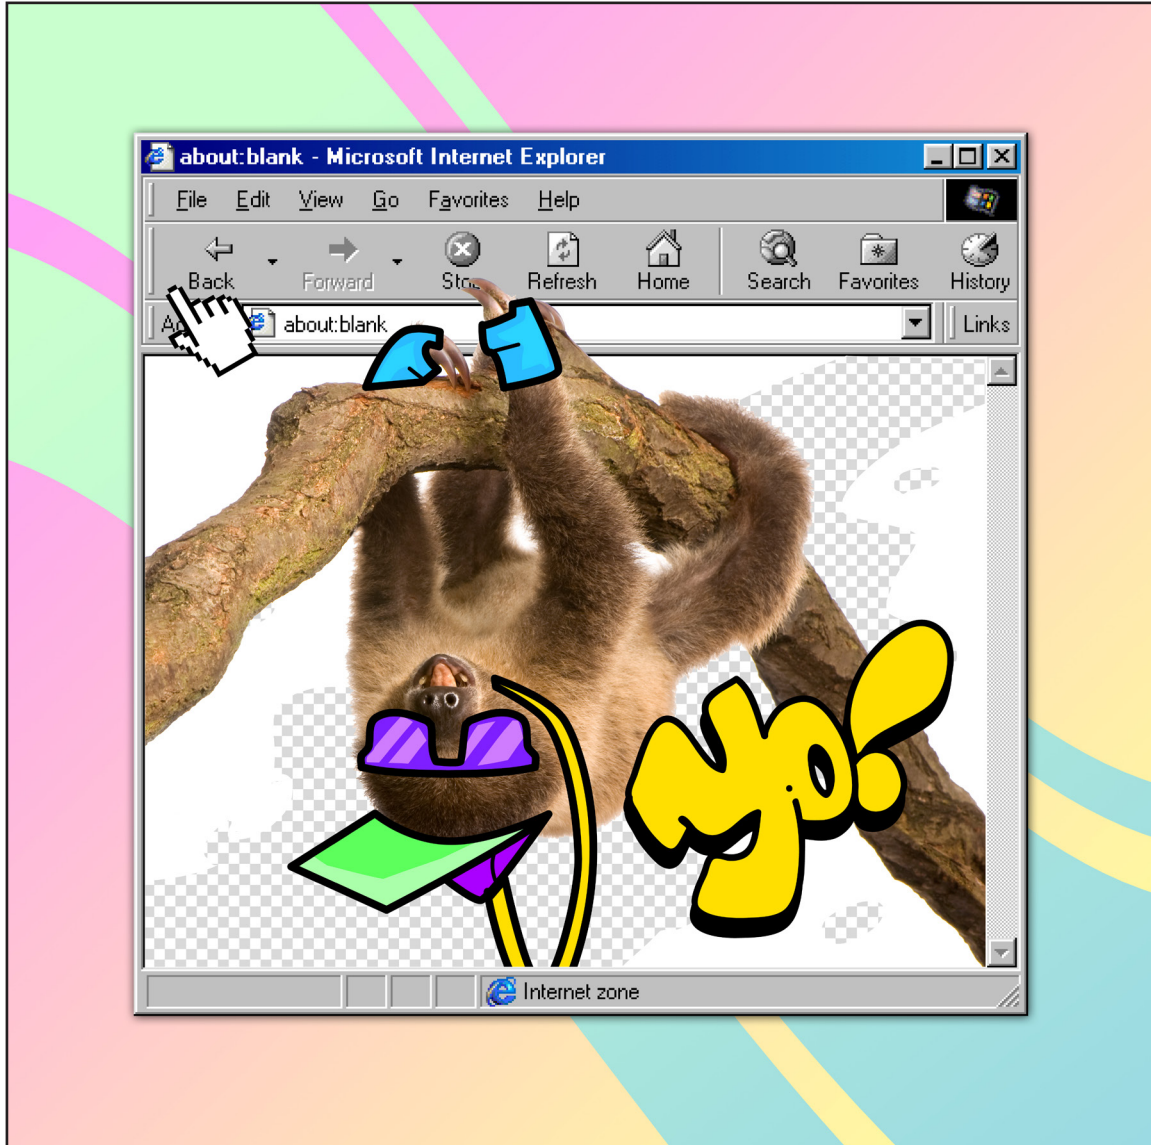 about:blank - Microsoft Internet Explorer
File Edit View Go Favorites Help
Back Forward Refresh Home Search Favorites History
about:blank Links
Yo!
Internet zone